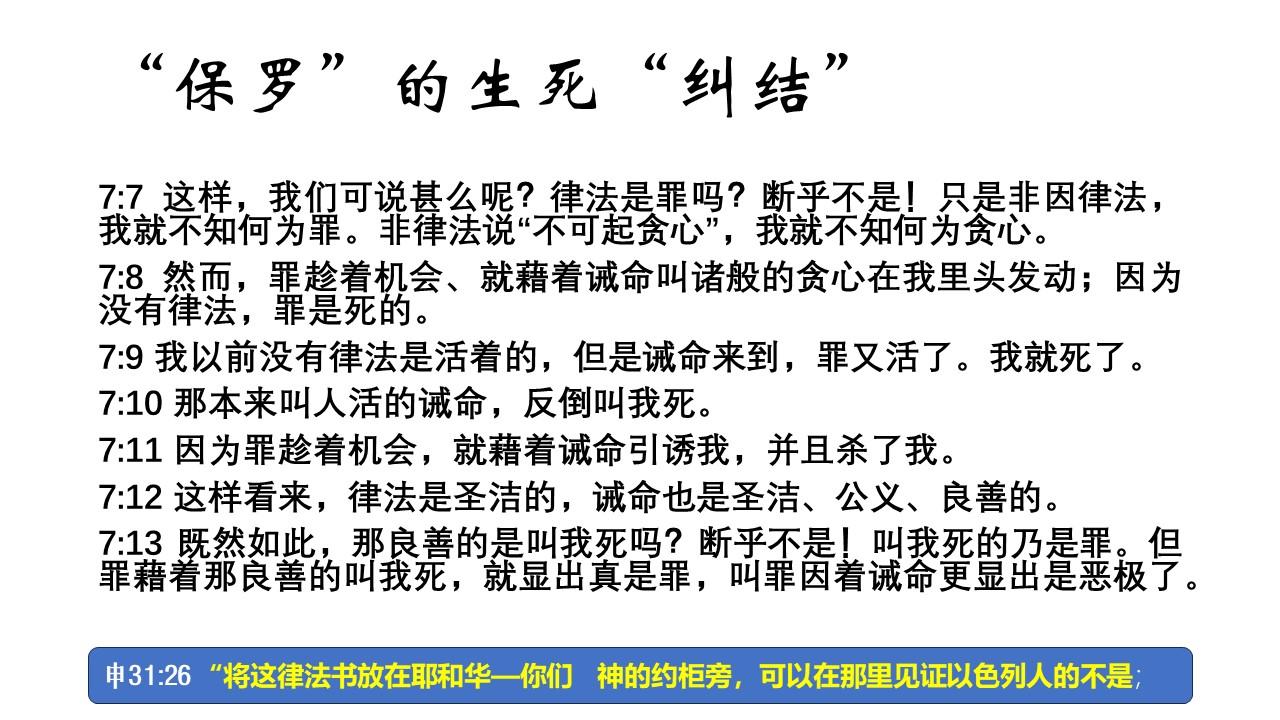 “保罗”的生死“纠结”
7:7 这样，我们可说甚么呢？律法是罪吗？断乎不是！只是非因律法，
我就不知何为罪。非律法说“不可起贪心”，我就不知何为贪心。
7:8 然而，罪趁着机会、就藉着诫命叫诸般的贪心在我里头发动；因为
没有律法，罪是死的。
7:9 我以前没有律法是活着的，但是诫命来到，罪又活了。我就死了。
7:10 那本来叫人活的诫命，反倒叫我死。
7:11 因为罪趁着机会，就藉着诫命引诱我，并且杀了我。
7:12 这样看来，律法是圣洁的，诫命也是圣洁、公义、良善的。
7:13 既然如此，那良善的是叫我死吗？断乎不是！叫我死的乃是罪。但
罪藉着那良善的叫我死，就显出真是罪，叫罪因着诫命更显出是恶极了。
申31:26 “将这律法书放在耶和华—你们　神的约柜旁，可以在那里见证以色列人的不是；